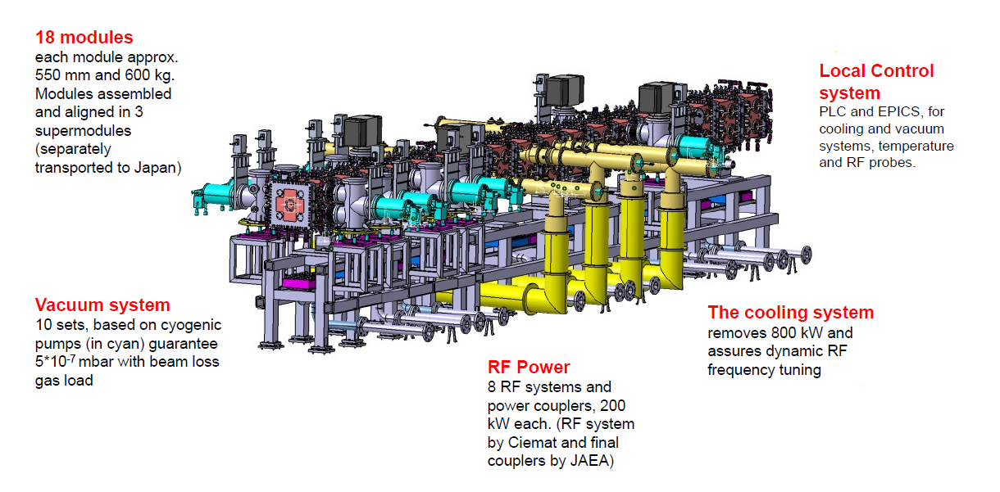 18 modules
each module approx.
550 mm and 600 kg.
Modules assembled
and aligned in 3
supermodules
(separately
transported to Japan)
Local Control
system
PLC and EPICS, for
cooling and vacuum
systems, temperature
and RF probes.
Vacuum system
10 sets, based on cyogenic
pumps (in cyan) guarantee
5*10-7 mbar with beam loss
gas load
RF Power
8 RF systems and
power couplers, 200
kW each. (RF system
by Ciemat and final
couplers by JAEA)
The cooling system
removes 800 kW and
assures dynamic RF
frequency tuning